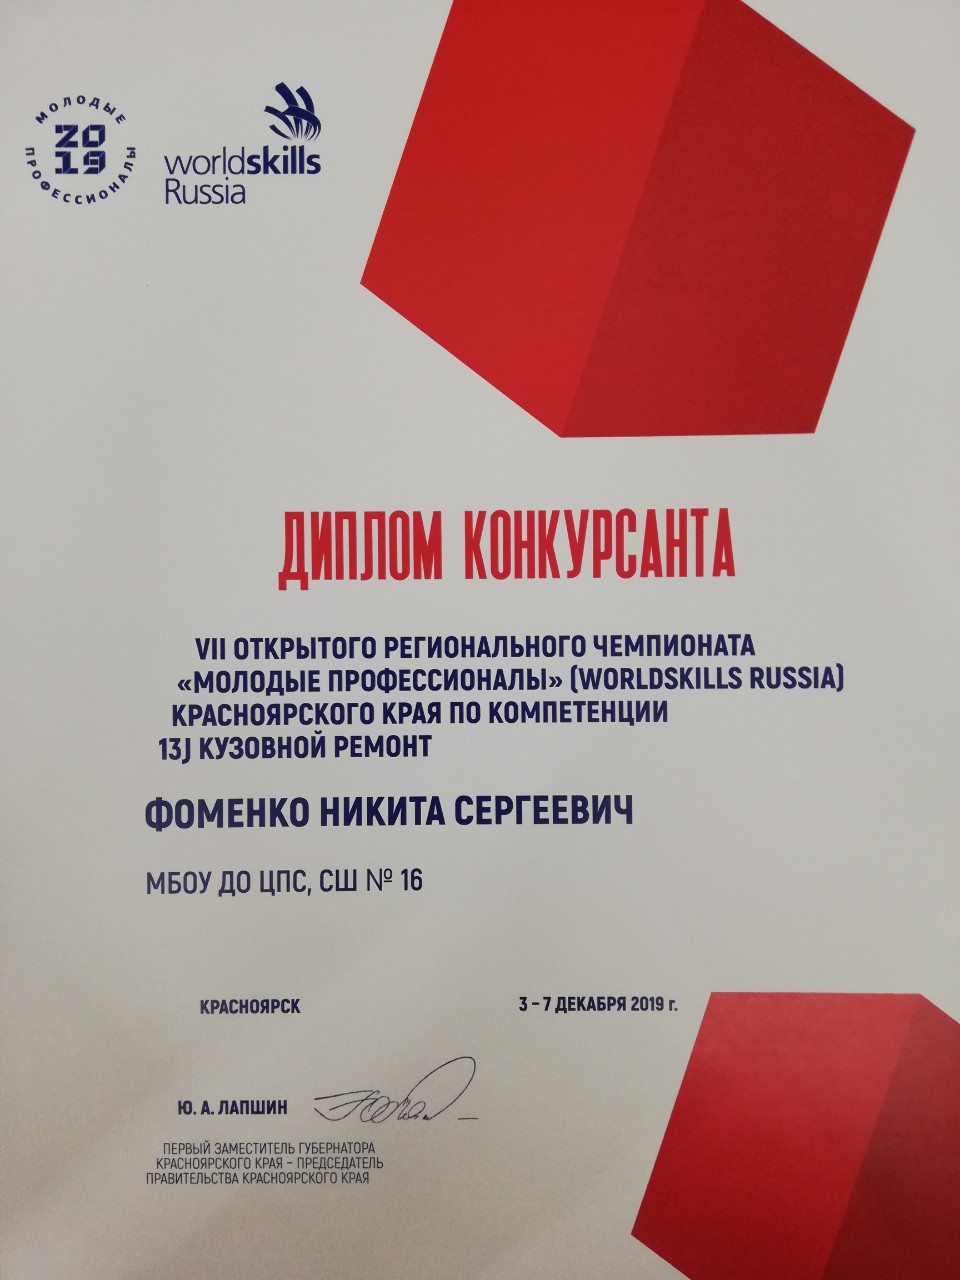 МОЛОДЫЕ
2019
ПРОФЕССИОНАЛЫ
worldskills
Russia
ДИПЛОМ КОНКУРСАНТА
VII ОТКРЫТОГО РЕГИОНАЛЬНОГО ЧЕМПИОНАТА
«МОЛОДЫЕ ПРОФЕССИОНАЛЫ» (WORLDSKILLS RUSSIA)
КРАСНОЯРСКОГО КРАЯ ПО КОМПЕТЕНЦИИ
13J КУЗОВНОЙ РЕМОНТ
ФОМЕНКО НИКИТА СЕРГЕЕВИЧ
МБОУ ДО ЦПС, СШ № 16
КРАСНОЯРСК
3 – 7 ДЕКАБРЯ 2019 г.
Ю. А. ЛАПШИН
ПЕРВЫЙ ЗАМЕСТИТЕЛЬ ГУБЕРНАТОРА
КРАСНОЯРСКОГО КРАЯ – ПРЕДСЕДАТЕЛЬ
ПРАВИТЕЛЬСТВА КРАСНОЯРСКОГО КРАЯ